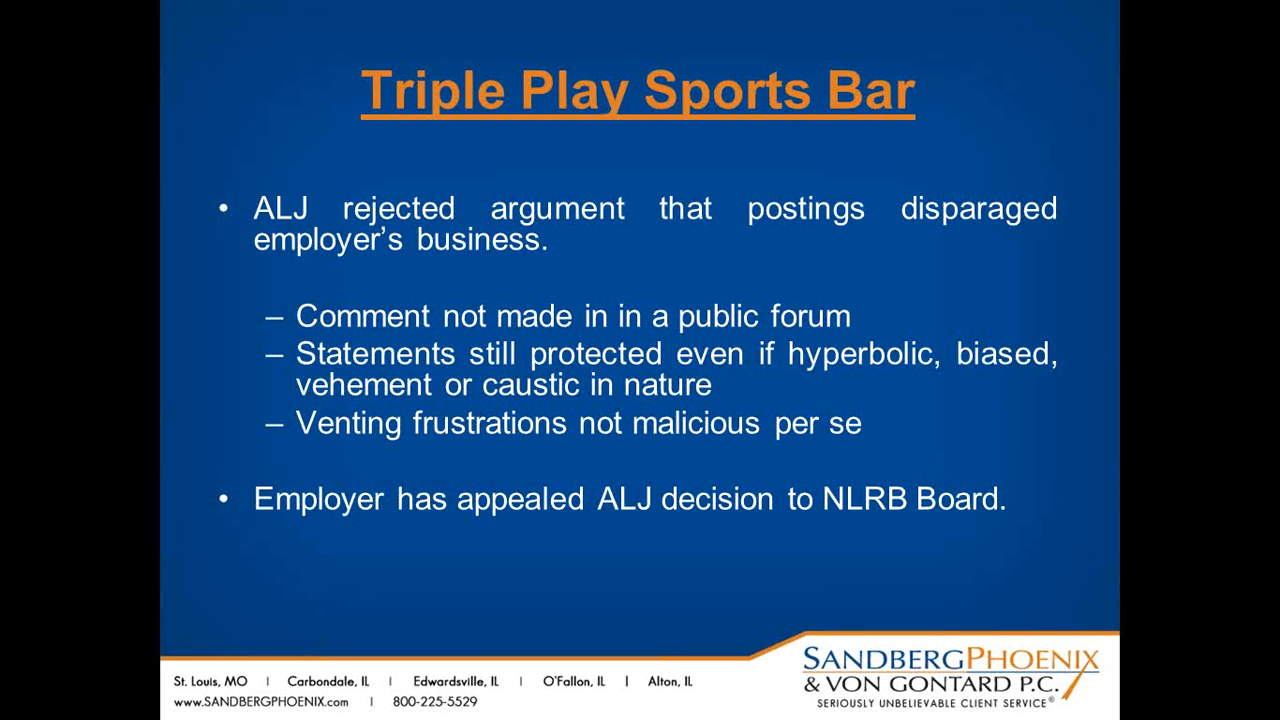 Triple Play Sports Bar
• ALJ rejected argument that postings disparaged
employer’s business.
– Comment not made in in a public forum
– Statements still protected even if hyperbolic, biased,
vehement or caustic in nature
– Venting frustrations not malicious per se
• Employer has appealed ALJ decision to NLRB Board.
St. Louis, MO | Carbondale, IL | Edwardsville, IL | O'Fallon, IL | Alton, IL
www.SANDBERGPHOENIX.com | 800-225-5529
SANDBERGPHOENIX
& VON GONTARD P.C.
SERIOUSLY UNBELIEVABLE CLIENT SERVICE®